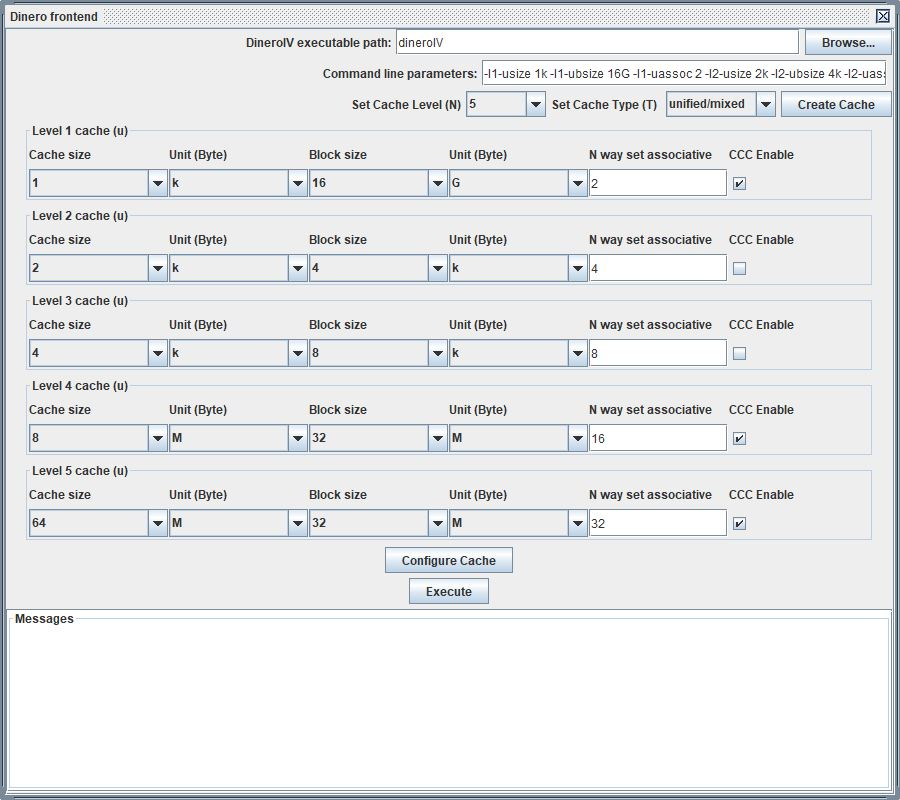 Dinero frontend
DineroIV executable path: dineroIV Browse...
Command line parameters: -l1-usize 1k -l1-ubsize 16G -l1-uassoc 2 -l2-usize 2k -l2-ubsize 4k -l2-uas
Set Cache Level (N) 5 Set Cache Type (T) unified/mixed Create Cache
Level 1 cache (u)
Cache size Unit (Byte) Block size Unit (Byte) N way set associative CCC Enable
1 k 16 G 2
Level 2 cache (u)
Cache size Unit (Byte) Block size Unit (Byte) N way set associative CCC Enable
2 k 4 k 4
Level 3 cache (u)
Cache size Unit (Byte) Block size Unit (Byte) N way set associative CCC Enable
4 k 8 k 8
Level 4 cache (u)
Cache size Unit (Byte) Block size Unit (Byte) N way set associative CCC Enable
8 M 32 M 16
Level 5 cache (u)
Cache size Unit (Byte) Block size Unit (Byte) N way set associative CCC Enable
64 M 32 M 32
Configure Cache
Execute
Messages